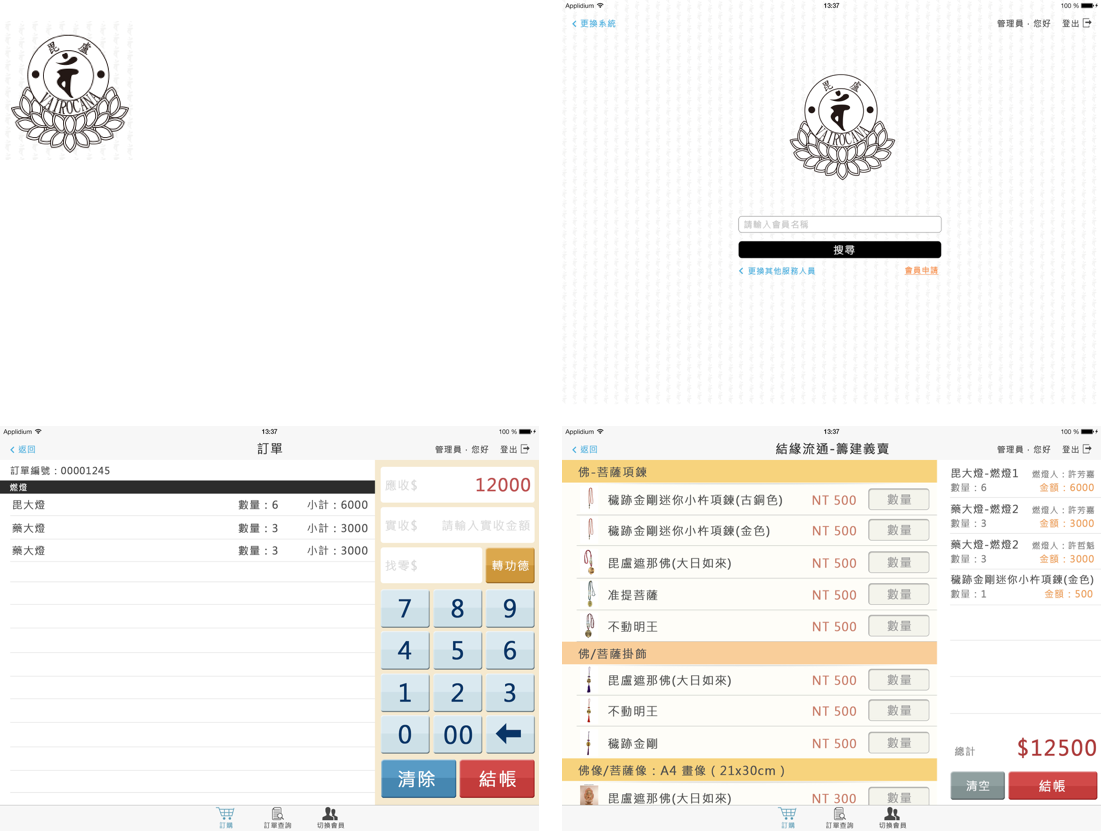 毘 盧
VAIROCANA
Applidium 13:37 100 %
更換系統 管理員，您好 登出
毘 盧
VAIROCANA
請輸入會員名稱
搜尋
更換其他服務人員 會員申請
Applidium 13:37 100 %
返回 訂單 管理員，您好 登出
訂單編號：00001245
燃燈
毘大燈 數量：6 小計：6000
藥大燈 數量：3 小計：3000
藥大燈 數量：3 小計：3000
應收$ 12000
實收$ 請輸入實收金額
找零$ 轉功德
7 8 9
4 5 6
1 2 3
0 00
清除 結帳
訂購 訂單查詢 切換會員
Applidium 13:37 100 %
返回 結緣流通-籌建義賣 管理員，您好 登出
佛-菩薩項鍊
穢跡金剛迷你小杵項鍊(古銅色) NT 500 數量
穢跡金剛迷你小杵項鍊(金色) NT 500 數量
毘盧遮那佛(大日如來) NT 500 數量
准提菩薩 NT 500 數量
不動明王 NT 500 數量
佛/菩薩掛飾
毘盧遮那佛(大日如來) NT 500 數量
不動明王 NT 500 數量
穢跡金剛 NT 500 數量
佛像/菩薩像：A4 畫像（21x30cm）
毘盧遮那佛(大日如來) NT 300 數量
毘大燈-燃燈1 燃燈人：許芳嘉
數量：6 金額：6000
藥大燈-燃燈2 燃燈人：許芳嘉
數量：3 金額：3000
藥大燈-燃燈2 燃燈人：許哲魁
數量：3 金額：3000
穢跡金剛迷你小杵項鍊(金色)
數量：1 金額：500
總計 $12500
清空 結帳
訂購 訂單查詢 切換會員